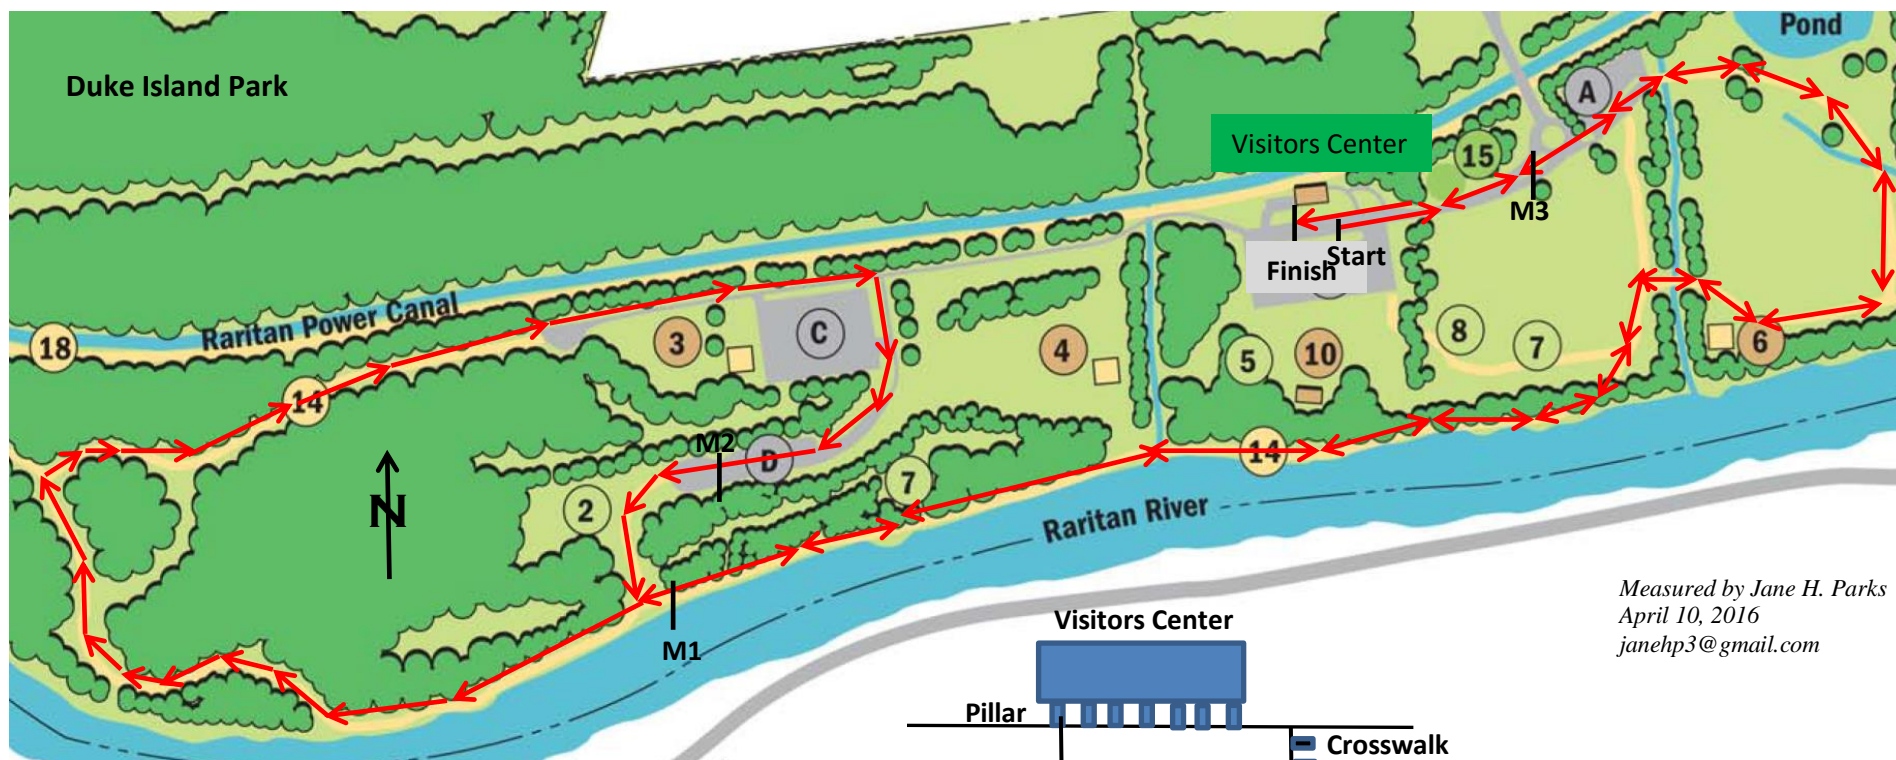 Pond
Duke Island Park
A
Visitors Center
15
M3
Start
Finish
Raritan Power Canal
18
3
C
4
5
10
8
7
6
14
M2
D
14
7
2
N
Raritan River
M1
Measured by Jane H. Parks
April 10, 2016
janehp3@gmail.com
Visitors Center
Pillar
Crosswalk